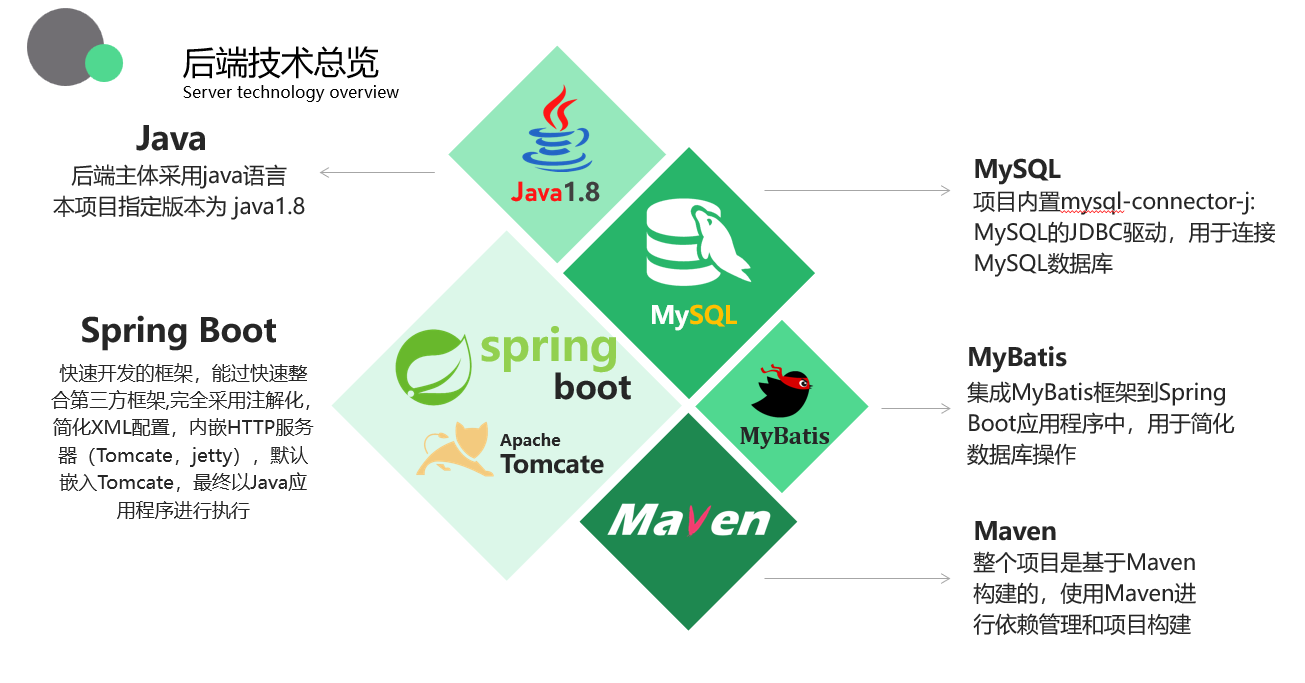 后端技术总览
Server technology overview
Java
后端主体采用java语言
本项目指定版本为 java1.8
Spring Boot
快速开发的框架，能过快速整
合第三方框架,完全采用注解化，
简化XML配置，内嵌HTTP服务
器（Tomcate，jetty），默认
嵌入Tomcate，最终以Java应
用程序进行执行
Java1.8
MySQL
spring
boot
Apache
Tomcate
MyBatis
Maven
MySQL
项目内置mysql-connector-j:
MySQL的JDBC驱动，用于连接
MySQL数据库
MyBatis
集成MyBatis框架到Spring
Boot应用程序中，用于简化
数据库操作
Maven
整个项目是基于Maven
构建的，使用Maven进
行依赖管理和项目构建